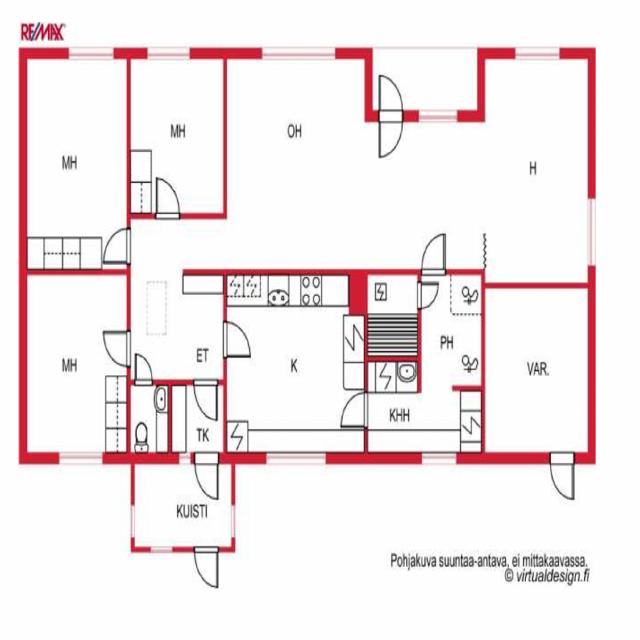 RE/MAX
MH
MH
OH
H
MH
ET
K
PH
VAR.
TK
KHH
KUISTI
Pohjakuva suuntaa-antava, ei mittakaavassa.
© virtualdesign.fi